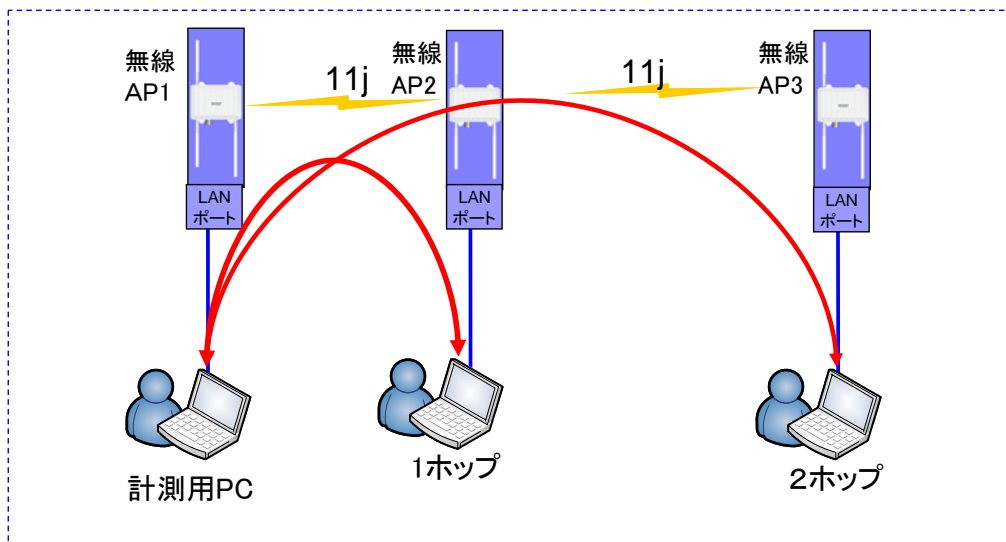 無線
AP1
11j
無線
AP2
11j
無線
AP3
LAN
ポート
LAN
ポート
LAN
ポート
計測用PC
1ホップ
２ホップ